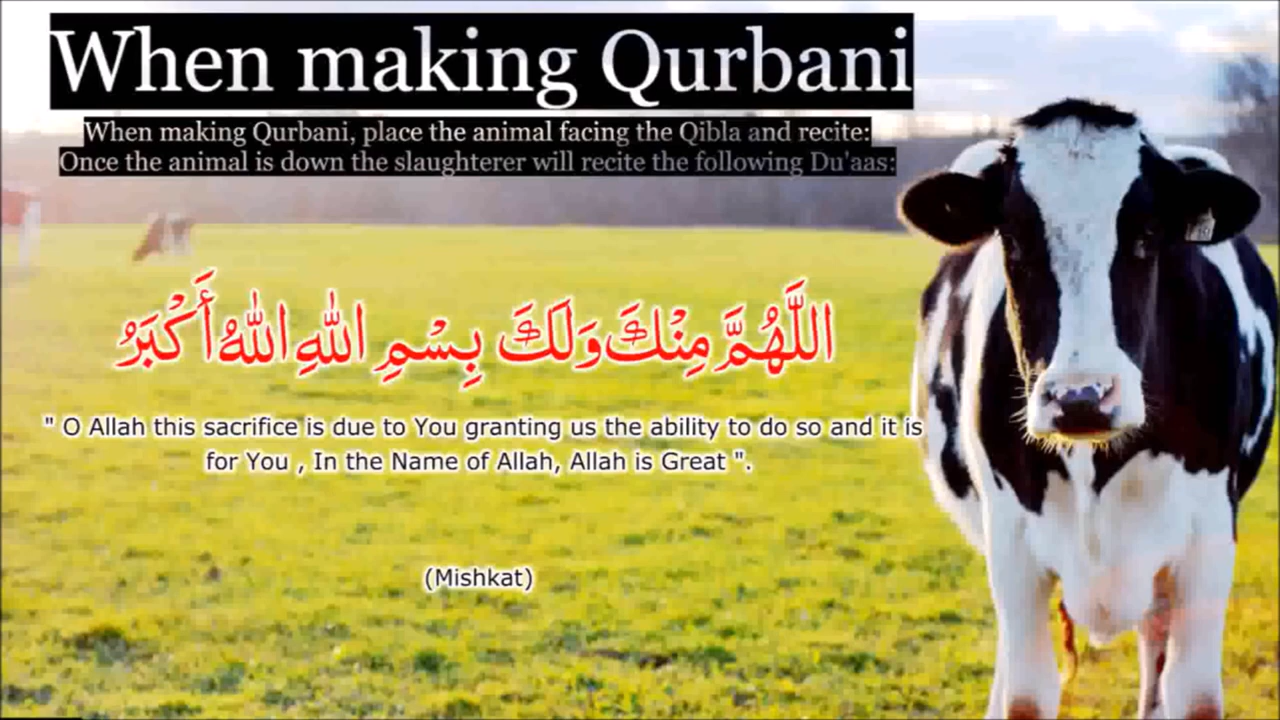 When making Qurbani
When making Qurbani, place the animal facing the Qibla and recite:
Once the animal is down the slaughterer will recite the following Du'aas:
اللَّهُمَّ مِنْكَ وَلَكَ بِسْمِ اللهِ اللهُ أَكْبَرُ
" O Allah this sacrifice is due to You granting us the ability to do so and it is
for You , In the Name of Allah, Allah is Great ".
(Mishkat)